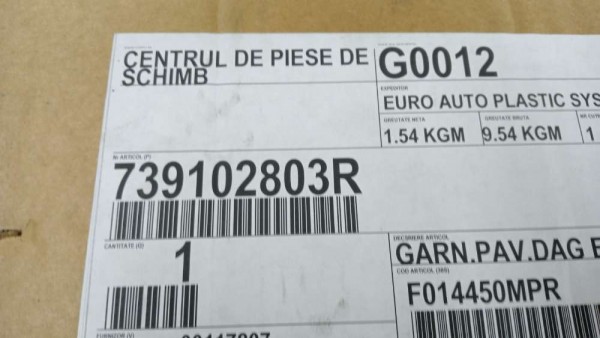 CENTRUL DE PIESE DE
SCHIMB
G0012
EXPEDITOR
EURO AUTO PLASTIC SYS
GREUTATE NETA
GREUTATE BRUTA
1.54 KGM
9.54 KGM
1
Nr ARTICOL (P)
739102803R
CANTITATE (Q)
1
DESCRIERE ARTICOL
GARN.PAV.DAG
COD ARTICOL (30S)
F014450MPR
FURNIZOR (V)